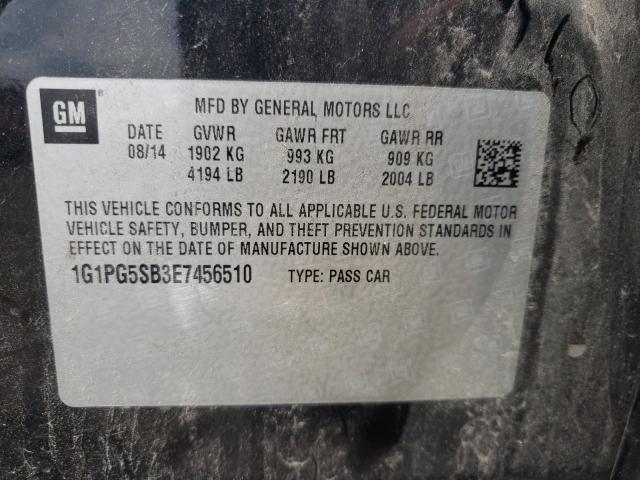 GM ®
MFD BY GENERAL MOTORS LLC
DATE GVWR GAWR FRT GAWR RR
08/14 1902 KG 993 KG 909 KG
4194 LB 2190 LB 2004 LB
THIS VEHICLE CONFORMS TO ALL APPLICABLE U.S. FEDERAL MOTOR
VEHICLE SAFETY, BUMPER, AND THEFT PREVENTION STANDARDS IN
EFFECT ON THE DATE OF MANUFACTURE SHOWN ABOVE.
1G1PG5SB3E7456510 TYPE: PASS CAR